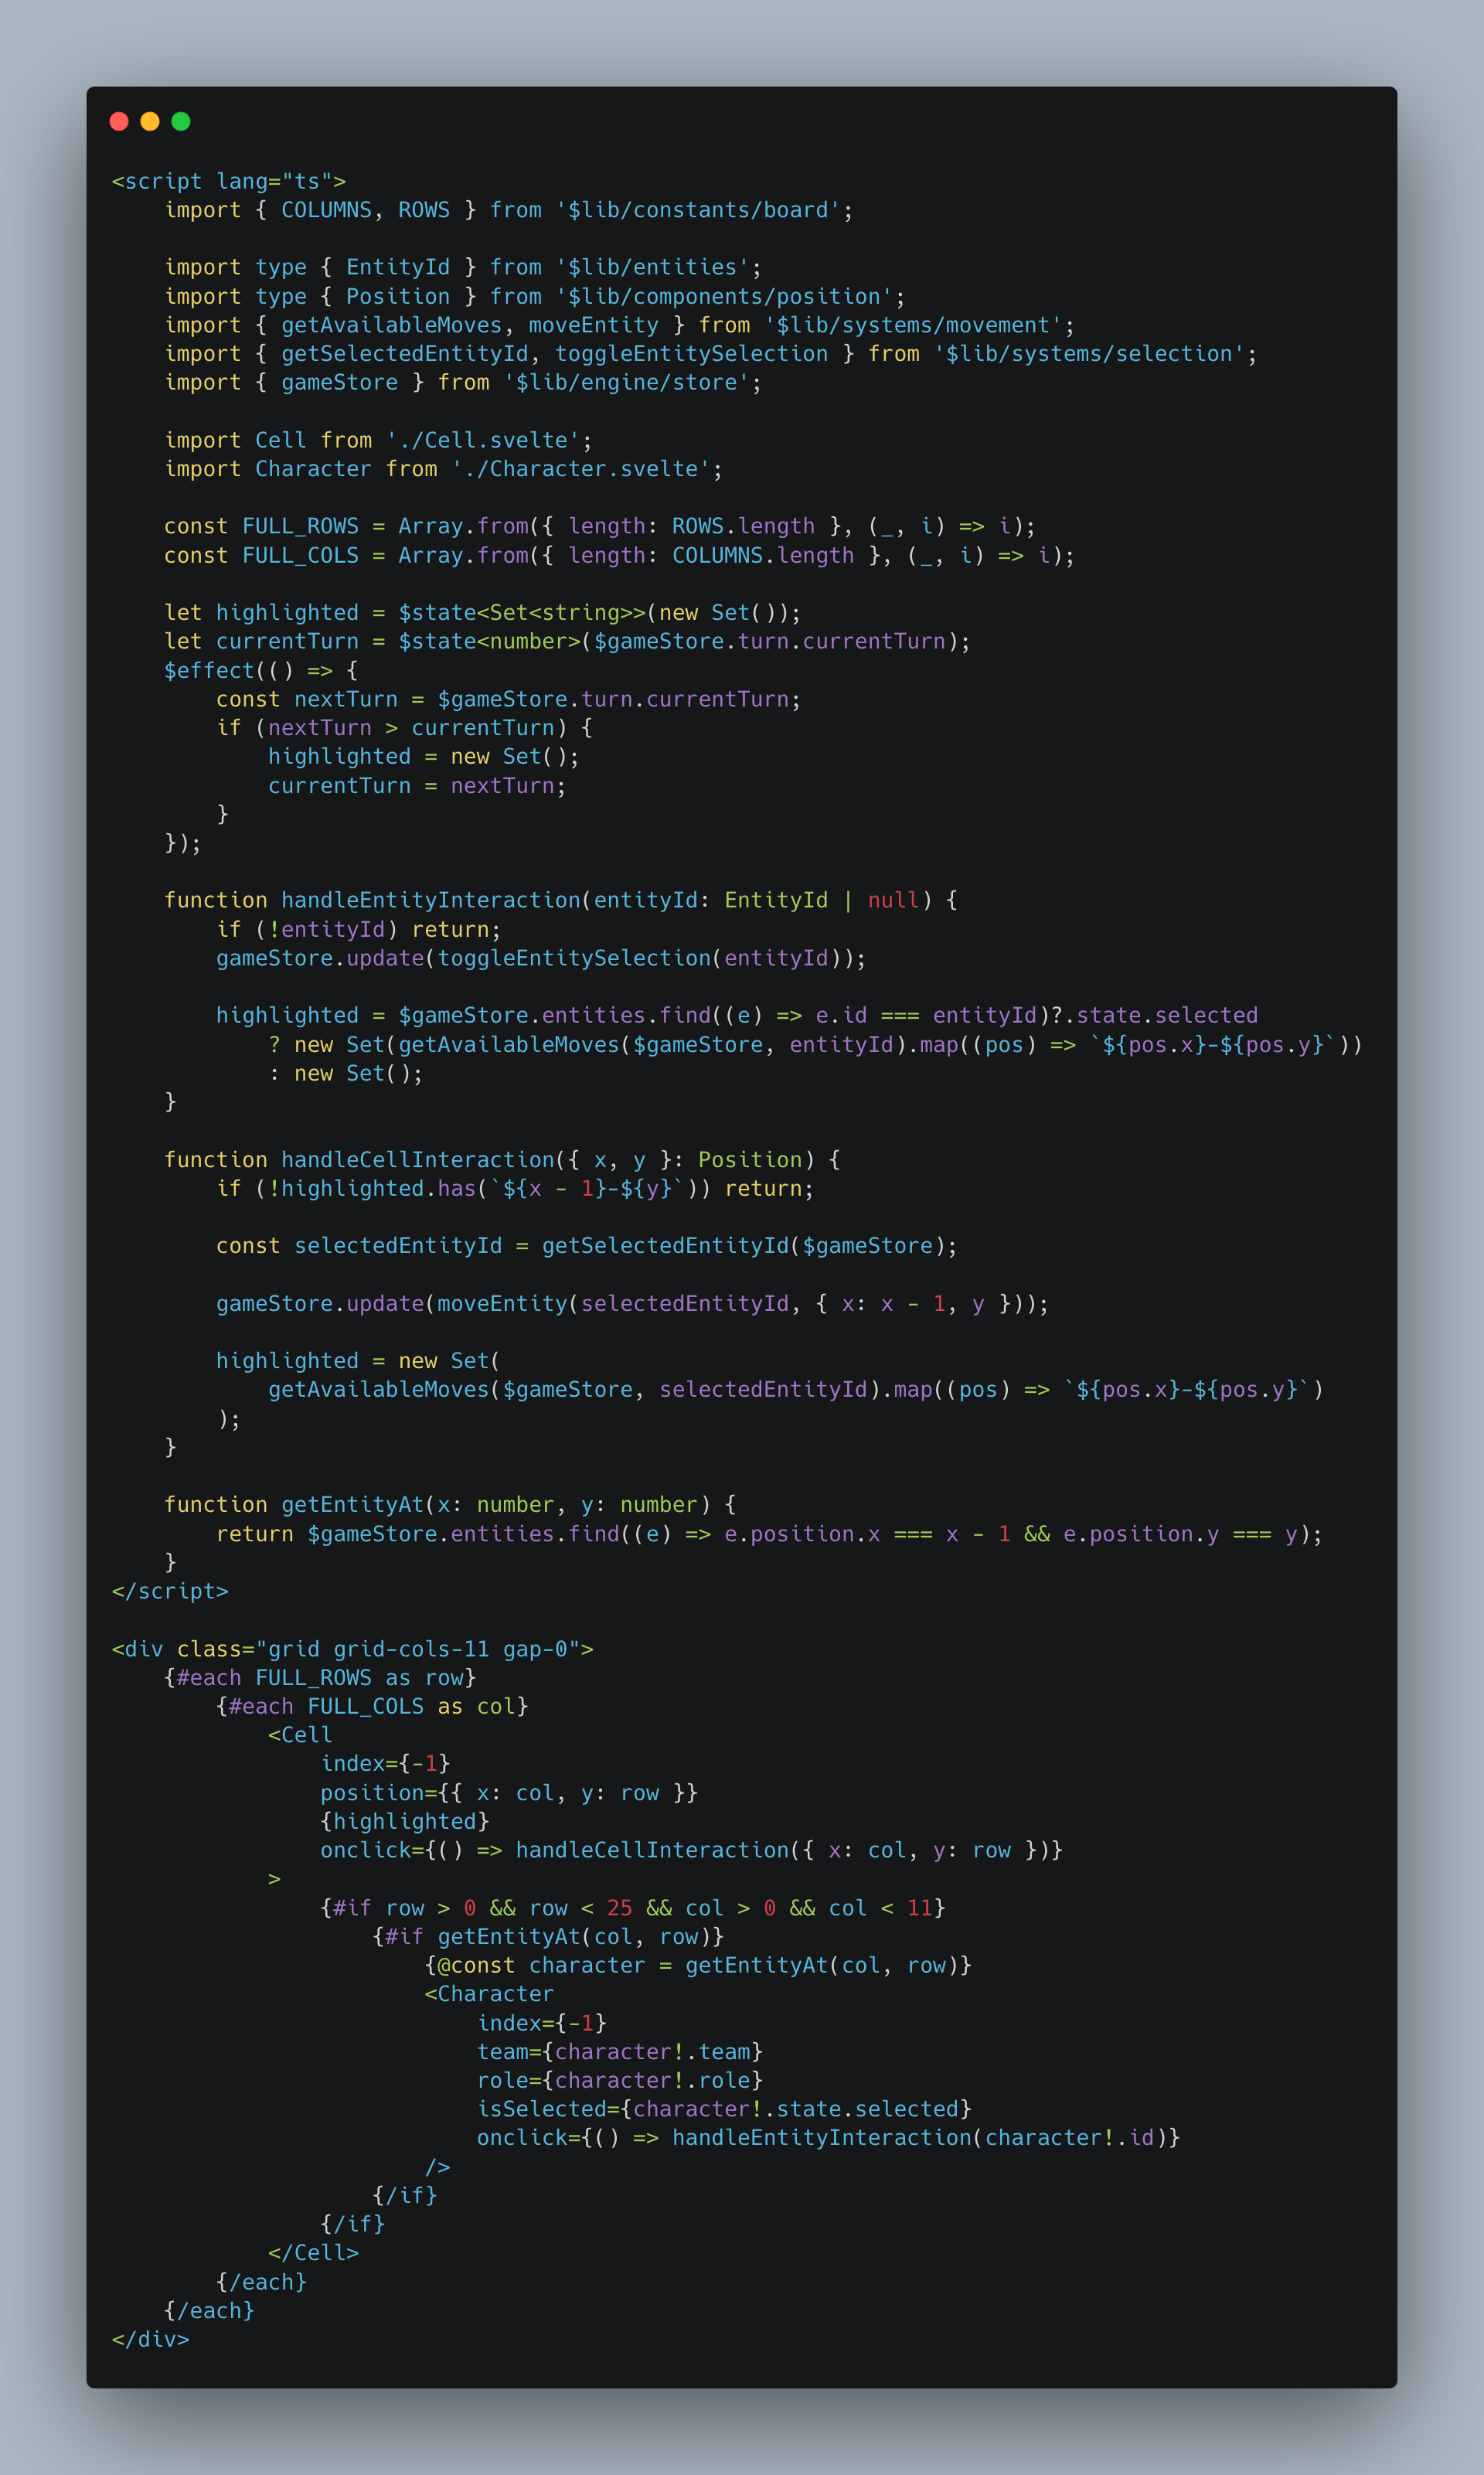 <script lang="ts">
    import { COLUMNS, ROWS } from '$lib/constants/board';

    import type { EntityId } from '$lib/entities';
    import type { Position } from '$lib/components/position';
    import { getAvailableMoves, moveEntity } from '$lib/systems/movement';
    import { getSelectedEntityId, toggleEntitySelection } from '$lib/systems/selection';
    import { gameStore } from '$lib/engine/store';

    import Cell from './Cell.svelte';
    import Character from './Character.svelte';

    const FULL_ROWS = Array.from({ length: ROWS.length }, (_, i) => i);
    const FULL_COLS = Array.from({ length: COLUMNS.length }, (_, i) => i);

    let highlighted = $state<Set<string>>(new Set());
    let currentTurn = $state<number>($gameStore.turn.currentTurn);
    $effect(() => {
        const nextTurn = $gameStore.turn.currentTurn;
        if (nextTurn > currentTurn) {
            highlighted = new Set();
            currentTurn = nextTurn;
        }
    });

    function handleEntityInteraction(entityId: EntityId | null) {
        if (!entityId) return;
        gameStore.update(toggleEntitySelection(entityId));

        highlighted = $gameStore.entities.find((e) => e.id === entityId)?.state.selected
            ? new Set(getAvailableMoves($gameStore, entityId).map((pos) => `${pos.x}-${pos.y}`))
            : new Set();
    }

    function handleCellInteraction({ x, y }: Position) {
        if (!highlighted.has(`${x - 1}-${y}`)) return;

        const selectedEntityId = getSelectedEntityId($gameStore);

        gameStore.update(moveEntity(selectedEntityId, { x: x - 1, y }));

        highlighted = new Set(
            getAvailableMoves($gameStore, selectedEntityId).map((pos) => `${pos.x}-${pos.y}`)
        );
    }

    function getEntityAt(x: number, y: number) {
        return $gameStore.entities.find((e) => e.position.x === x - 1 && e.position.y === y);
    }
</script>

<div class="grid grid-cols-11 gap-0">
    {#each FULL_ROWS as row}
        {#each FULL_COLS as col}
            <Cell
                index={-1}
                position={{ x: col, y: row }}
                {highlighted}
                onclick={() => handleCellInteraction({ x: col, y: row })}
            >
                {#if row > 0 && row < 25 && col > 0 && col < 11}
                    {#if getEntityAt(col, row)}
                        {@const character = getEntityAt(col, row)}
                        <Character
                            index={-1}
                            team={character!.team}
                            role={character!.role}
                            isSelected={character!.state.selected}
                            onclick={() => handleEntityInteraction(character!.id)}
                        />
                    {/if}
                {/if}
            </Cell>
        {/each}
    {/each}
</div>